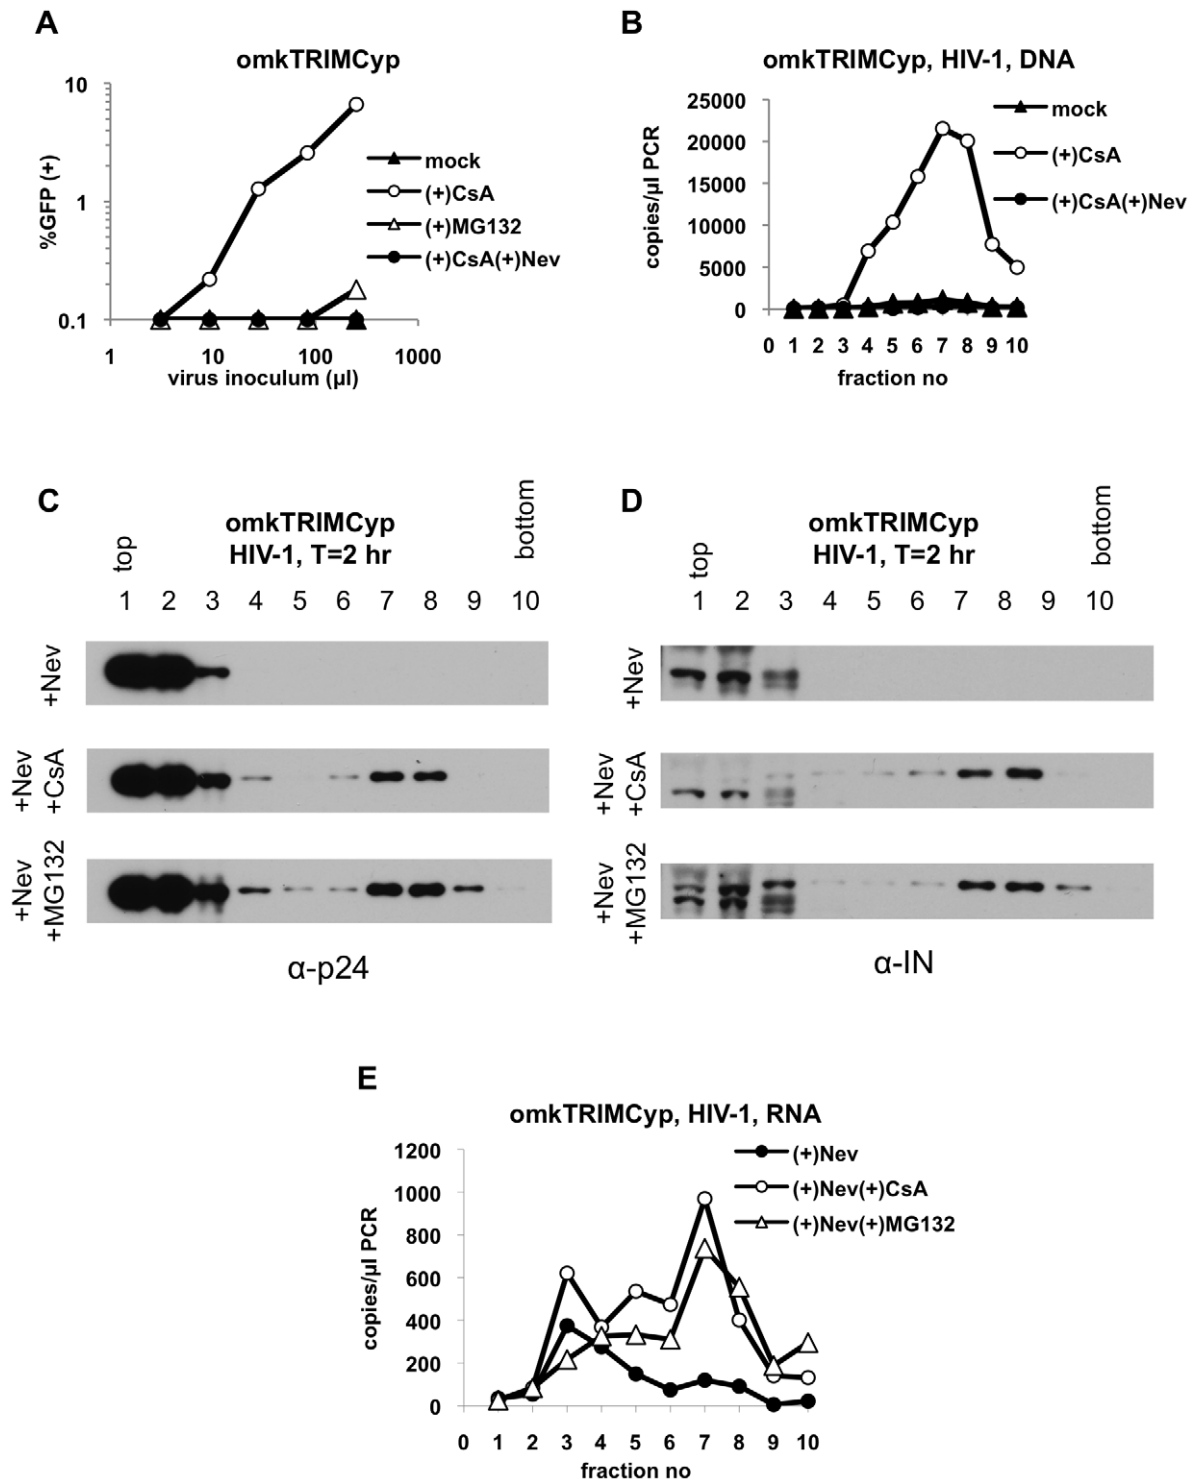 A
omkTRIMCyp
10
1
0.1
%GFP (+)
1 10 100 1000
virus inoculum (µl)
mock
(+)CsA
(+)MG132
(+)CsA(+)Nev
B
omkTRIMCyp, HIV-1, DNA
25000
20000
15000
10000
5000
0
copies/µl PCR
0 1 2 3 4 5 6 7 8 9 10
fraction no
mock
(+)CsA
(+)CsA(+)Nev
C
omkTRIMCyp
HIV-1, T=2 hr
top
bottom
1 2 3 4 5 6 7 8 9 10
+Nev
+Nev
+CsA
+Nev
+MG132
α-p24
D
omkTRIMCyp
HIV-1, T=2 hr
top
bottom
1 2 3 4 5 6 7 8 9 10
+Nev
+Nev
+CsA
+Nev
+MG132
α-IN
E
omkTRIMCyp, HIV-1, RNA
1200
1000
800
600
400
200
0
copies/µl PCR
0 1 2 3 4 5 6 7 8 9 10
fraction no
(+)Nev
(+)Nev(+)CsA
(+)Nev(+)MG132